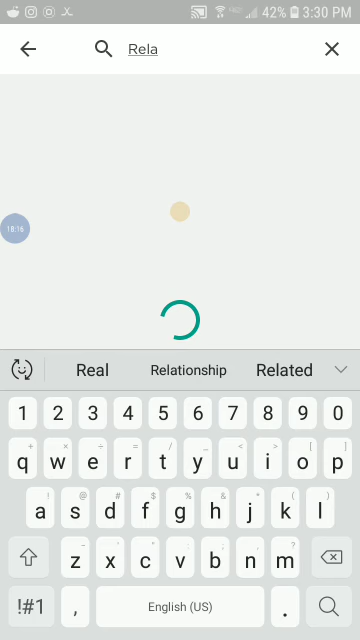 42% 3:30 PM
Rela
18:16
Real Relationship Related
1 2 3 4 5 6 7 8 9 0
q w e r t y u i o p
a s d f g h j k l
z x c v b n m
!#1 , English (US) .